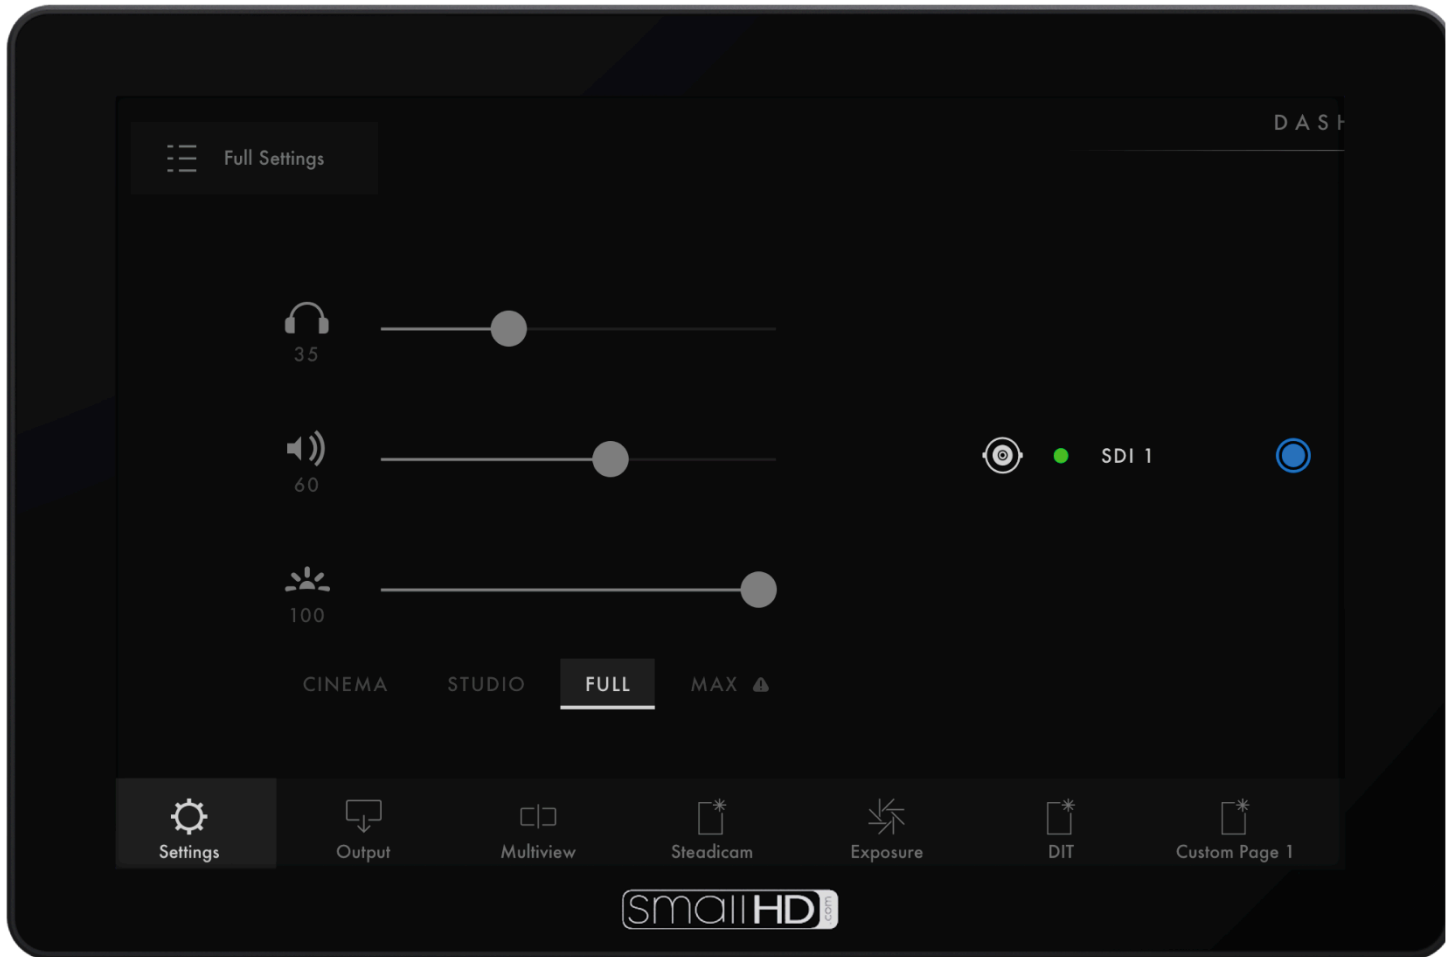 DASH
Full Settings
35
60
SDI 1
100
CINEMA STUDIO FULL MAX
Settings Output Multiview Steadicam Exposure DIT Custom Page 1
smallHD.com